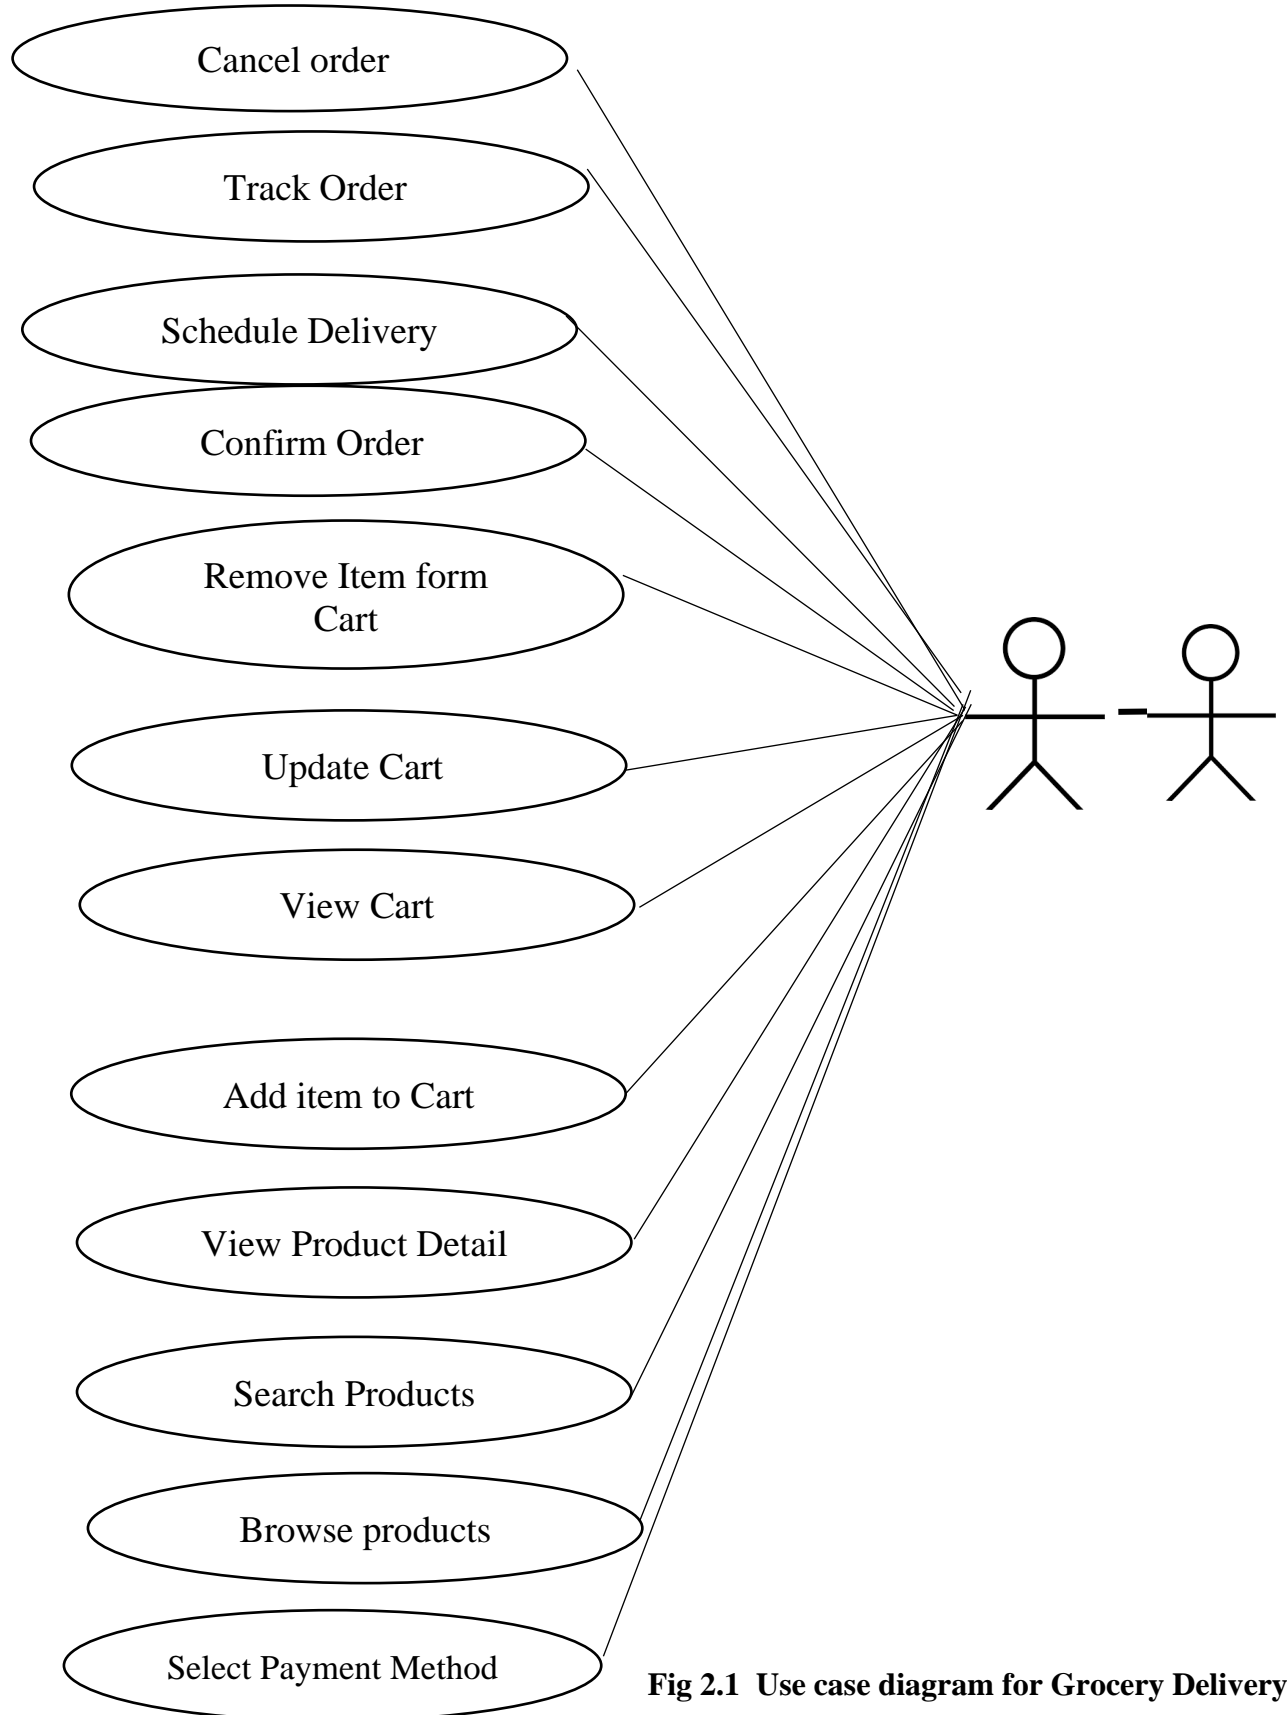 Cancel order
Track Order
Schedule Delivery
Confirm Order
Remove Item form
Cart
Update Cart
View Cart
Add item to Cart
View Product Detail
Search Products
Browse products
Select Payment Method
Fig 2.1  Use case diagram for Grocery Delivery